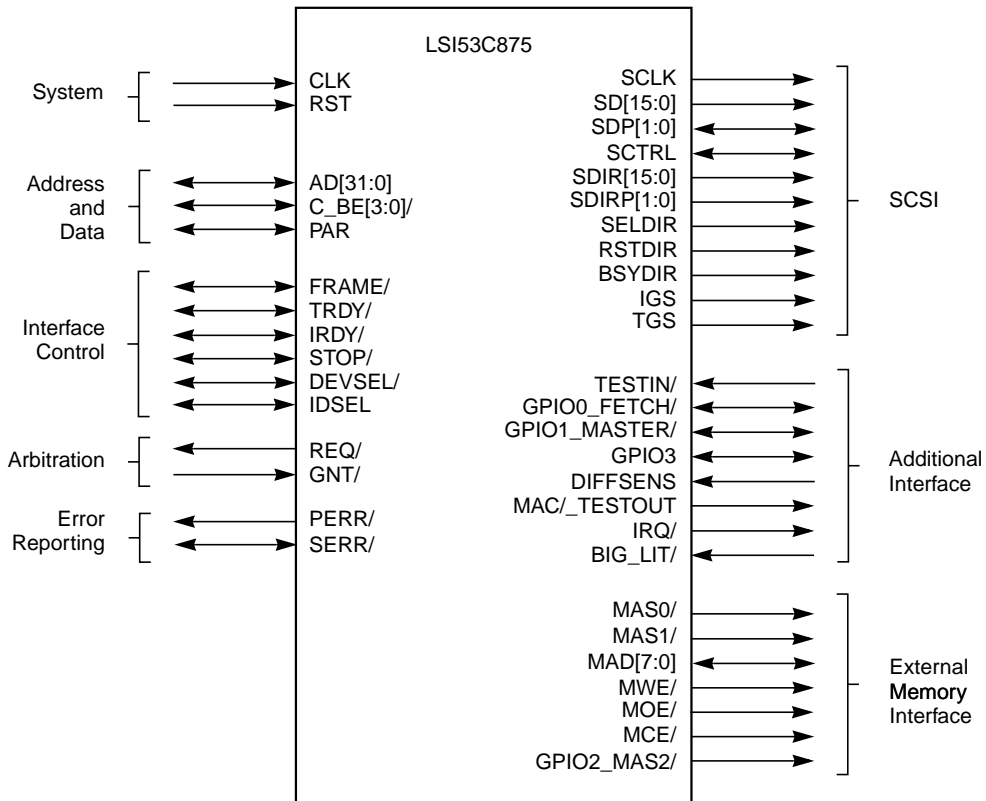 LSI53C875
System
CLK
RST
Address
and
Data
AD[31:0]
C_BE[3:0]/
PAR
Interface
Control
FRAME/
TRDY/
IRDY/
STOP/
DEVSEL/
IDSEL
Arbitration
REQ/
GNT/
Error
Reporting
PERR/
SERR/
SCLK
SD[15:0]
SDP[1:0]
SCTRL
SDIR[15:0]
SDIRP[1:0]
SELDIR
RSTDIR
BSYDIR
IGS
TGS
SCSI
TESTIN/
GPIO0_FETCH/
GPIO1_MASTER/
GPIO3
DIFFSENS
MAC/_TESTOUT
IRQ/
BIG_LIT/
Additional
Interface
MAS0/
MAS1/
MAD[7:0]
MWE/
MOE/
MCE/
GPIO2_MAS2/
External
Memory
Interface